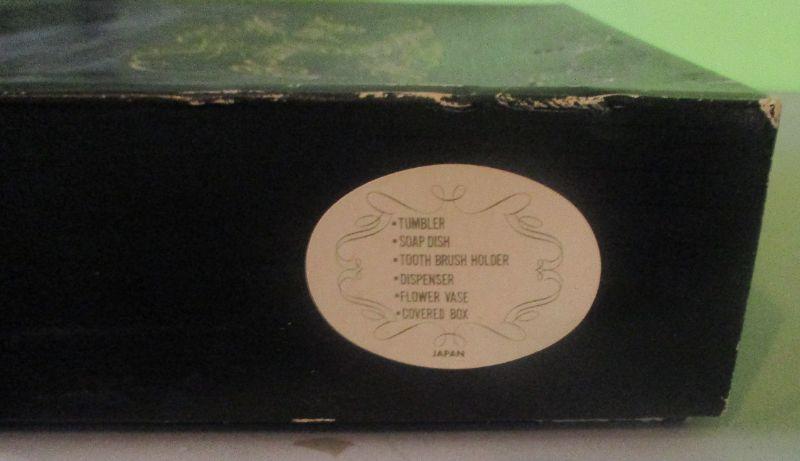 • TUMBLER
• SOAP DISH
• TOOTH BRUSH HOLDER
• DISPENSER
• FLOWER VASE
• COVERED BOX
JAPAN